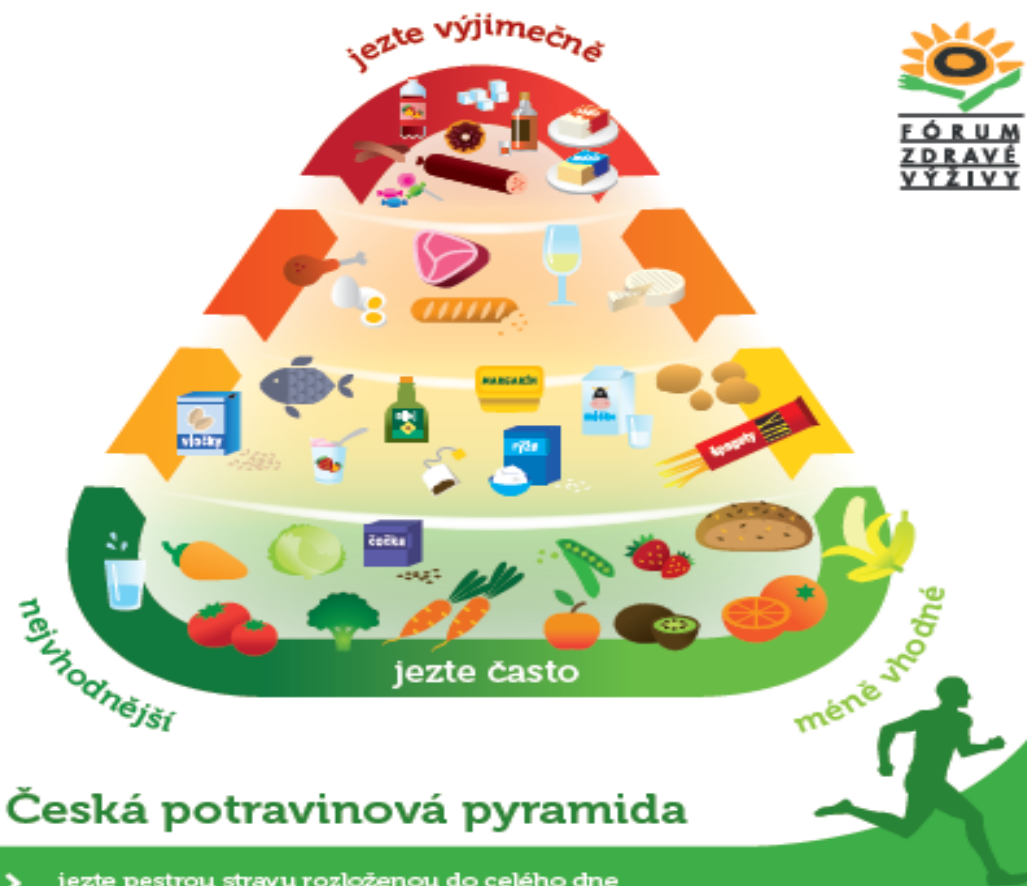 jezte výjimečně
FÓRUM
ZDRAVÉ
VÝŽIVY
MARGARÍN
vločky
mléko
rýže
špagety
čočka
jezte často
nejvhodnější
méně vhodné
Česká potravinová pyramida
jezte pestrou stravu rozloženou do celého dne